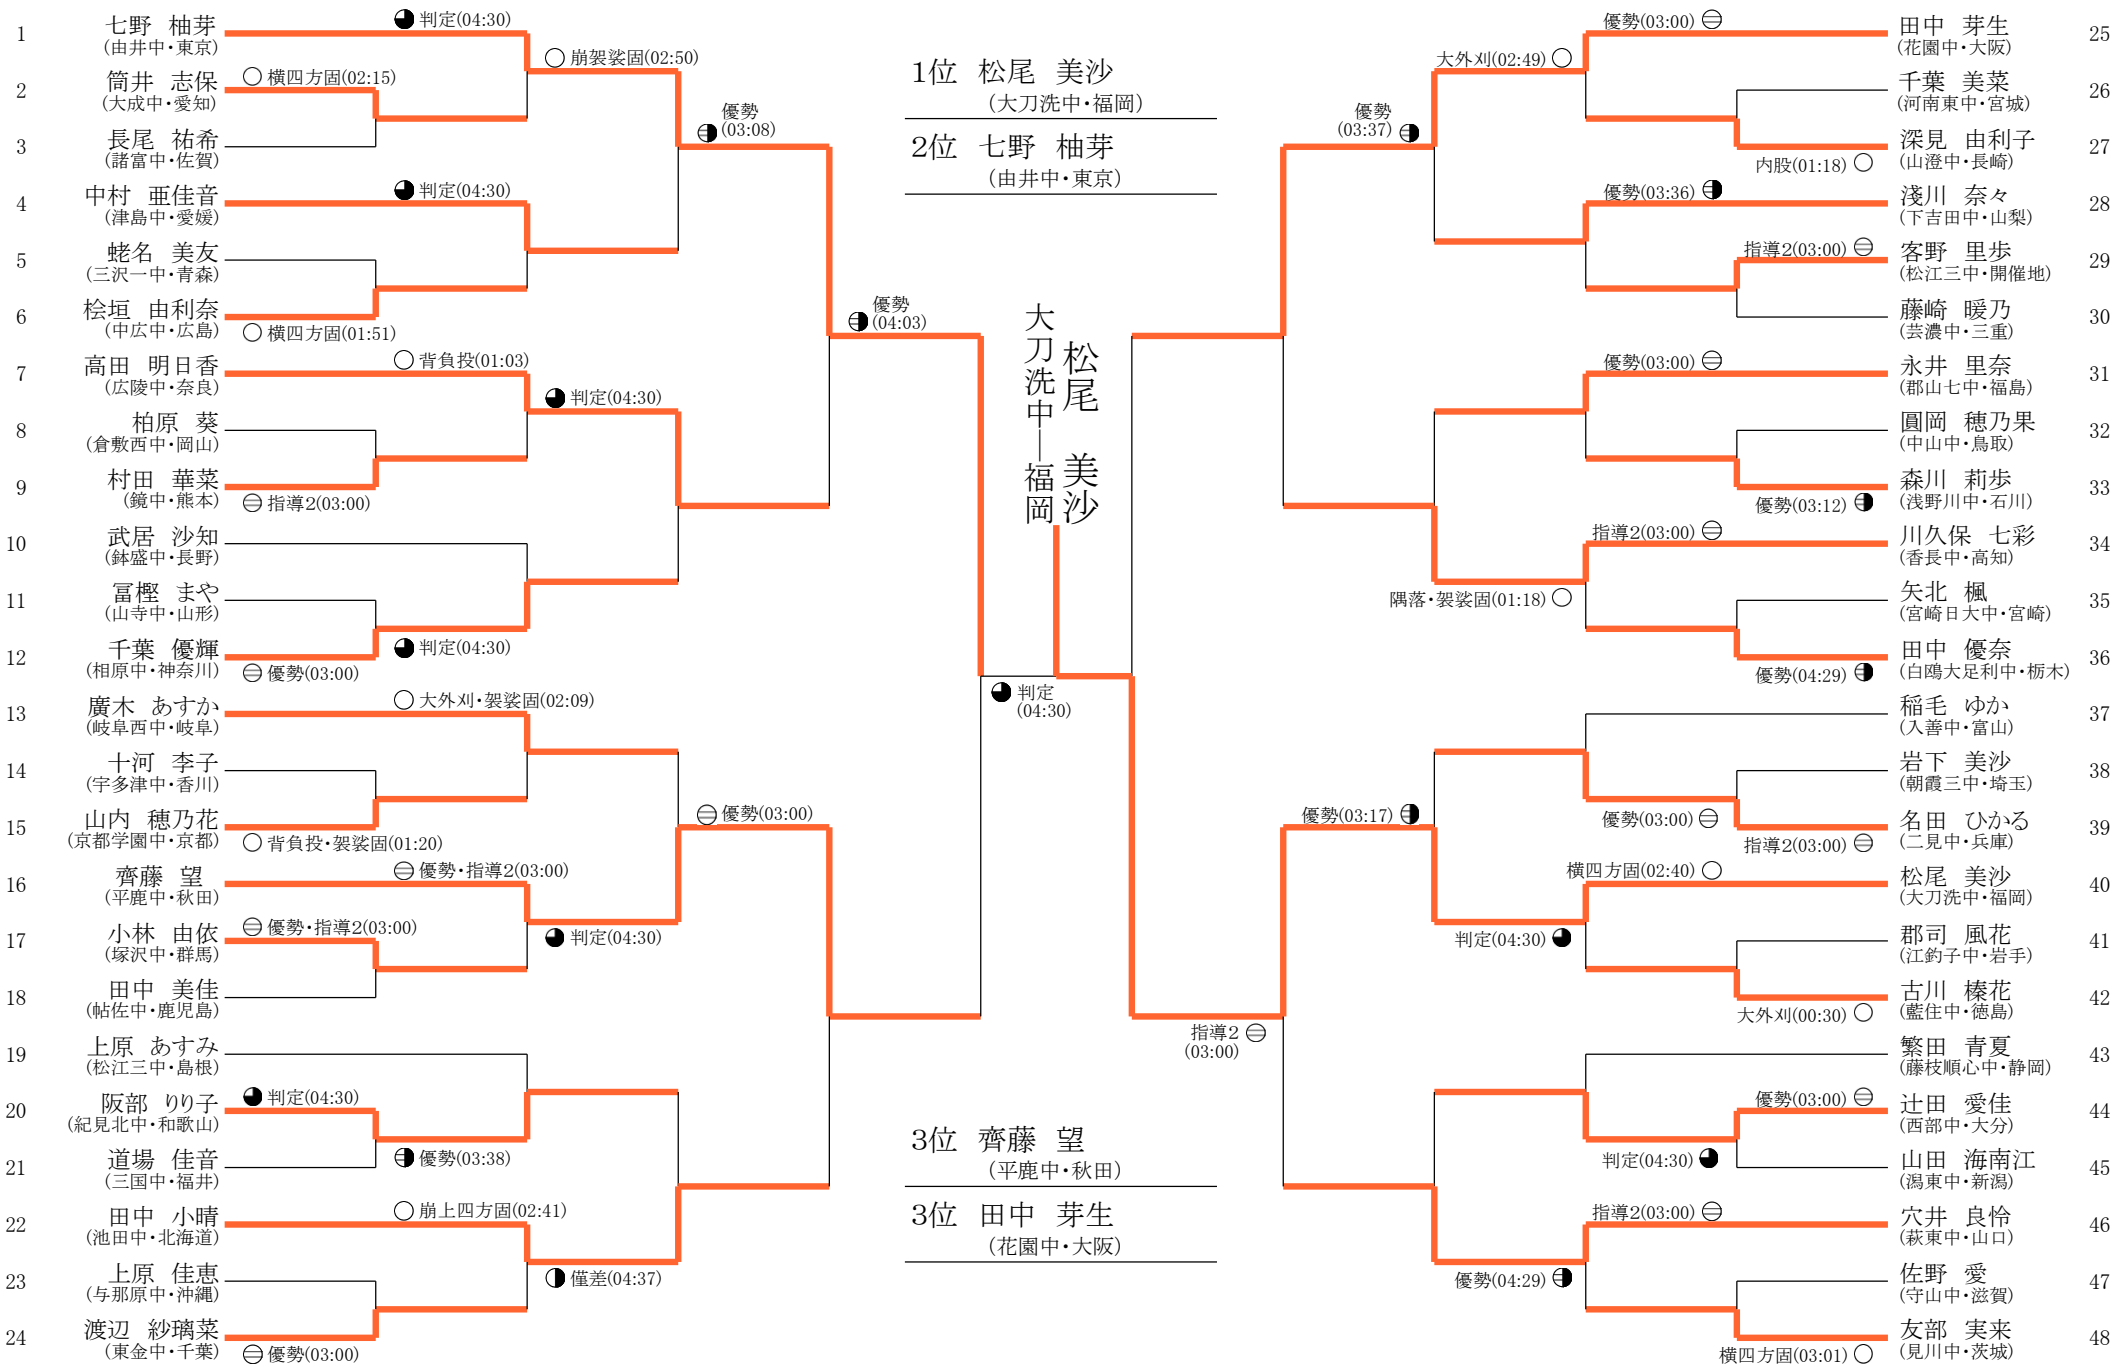 1 七野 柚芽
(由井中・東京)
判定(04:30)
2 筒井 志保
(大成中・愛知)
横四方固(02:15)
3 長尾 祐希
(諸富中・佐賀)
崩袈裟固(02:50)
4 中村 亜佳音
(津島中・愛媛)
判定(04:30)
5 蛯名 美友
(三沢一中・青森)
6 桧垣 由利奈
(中広中・広島)
横四方固(01:51)
優勢
(03:08)
7 高田 明日香
(広陵中・奈良)
背負投(01:03)
8 柏原 葵
(倉敷西中・岡山)
9 村田 華菜
(鏡中・熊本)
指導2(03:00)
判定(04:30)
10 武居 沙知
(鉢盛中・長野)
11 冨樫 まや
(山寺中・山形)
12 千葉 優輝
(相原中・神奈川)
優勢(03:00)
判定(04:30)
優勢
(04:03)
13 廣木 あすか
(岐阜西中・岐阜)
大外刈・袈裟固(02:09)
14 十河 李子
(宇多津中・香川)
15 山内 穂乃花
(京都学園中・京都)
背負投・袈裟固(01:20)
16 齊藤 望
(平鹿中・秋田)
優勢・指導2(03:00)
17 小林 由依
(塚沢中・群馬)
優勢・指導2(03:00)
18 田中 美佳
(帖佐中・鹿児島)
判定(04:30)
優勢(03:00)
19 上原 あすみ
(松江三中・島根)
20 阪部 りり子
(紀見北中・和歌山)
判定(04:30)
21 道場 佳音
(三国中・福井)
優勢(03:38)
22 田中 小晴
(池田中・北海道)
崩上四方固(02:41)
23 上原 佳恵
(与那原中・沖縄)
24 渡辺 紗璃菜
(東金中・千葉)
優勢(03:00)
僅差(04:37)
1位 松尾 美沙
(大刀洗中・福岡)
2位 七野 柚芽
(由井中・東京)
松尾 美沙
大刀洗中―福岡
判定
(04:30)
3位 齊藤 望
(平鹿中・秋田)
3位 田中 芽生
(花園中・大阪)
優勢(03:00)
田中 芽生 25
(花園中・大阪)
大外刈(02:49)
千葉 美菜 26
(河南東中・宮城)
深見 由利子 27
(山澄中・長崎)
内股(01:18)
優勢
(03:37)
優勢(03:36)
淺川 奈々 28
(下吉田中・山梨)
指導2(03:00)
客野 里歩 29
(松江三中・開催地)
藤崎 暖乃 30
(芸濃中・三重)
優勢(03:00)
永井 里奈 31
(郡山七中・福島)
圓岡 穂乃果 32
(中山中・鳥取)
森川 莉歩 33
(浅野川中・石川)
優勢(03:12)
指導2(03:00)
川久保 七彩 34
(香長中・高知)
隅落・袈裟固(01:18)
矢北 楓 35
(宮崎日大中・宮崎)
田中 優奈 36
(白鴎大足利中・栃木)
優勢(04:29)
稲毛 ゆか 37
(入善中・富山)
岩下 美沙 38
(朝霞三中・埼玉)
名田 ひかる 39
(二見中・兵庫)
優勢(03:00)
指導2(03:00)
優勢(03:17)
横四方固(02:40)
松尾 美沙 40
(大刀洗中・福岡)
判定(04:30)
郡司 風花 41
(江釣子中・岩手)
古川 榛花 42
(藍住中・徳島)
大外刈(00:30)
指導2
(03:00)
繁田 青夏 43
(藤枝順心中・静岡)
優勢(03:00)
辻田 愛佳 44
(西部中・大分)
山田 海南江 45
(潟東中・新潟)
判定(04:30)
指導2(03:00)
穴井 良怜 46
(萩東中・山口)
優勢(04:29)
佐野 愛 47
(守山中・滋賀)
友部 実来 48
(見川中・茨城)
横四方固(03:01)